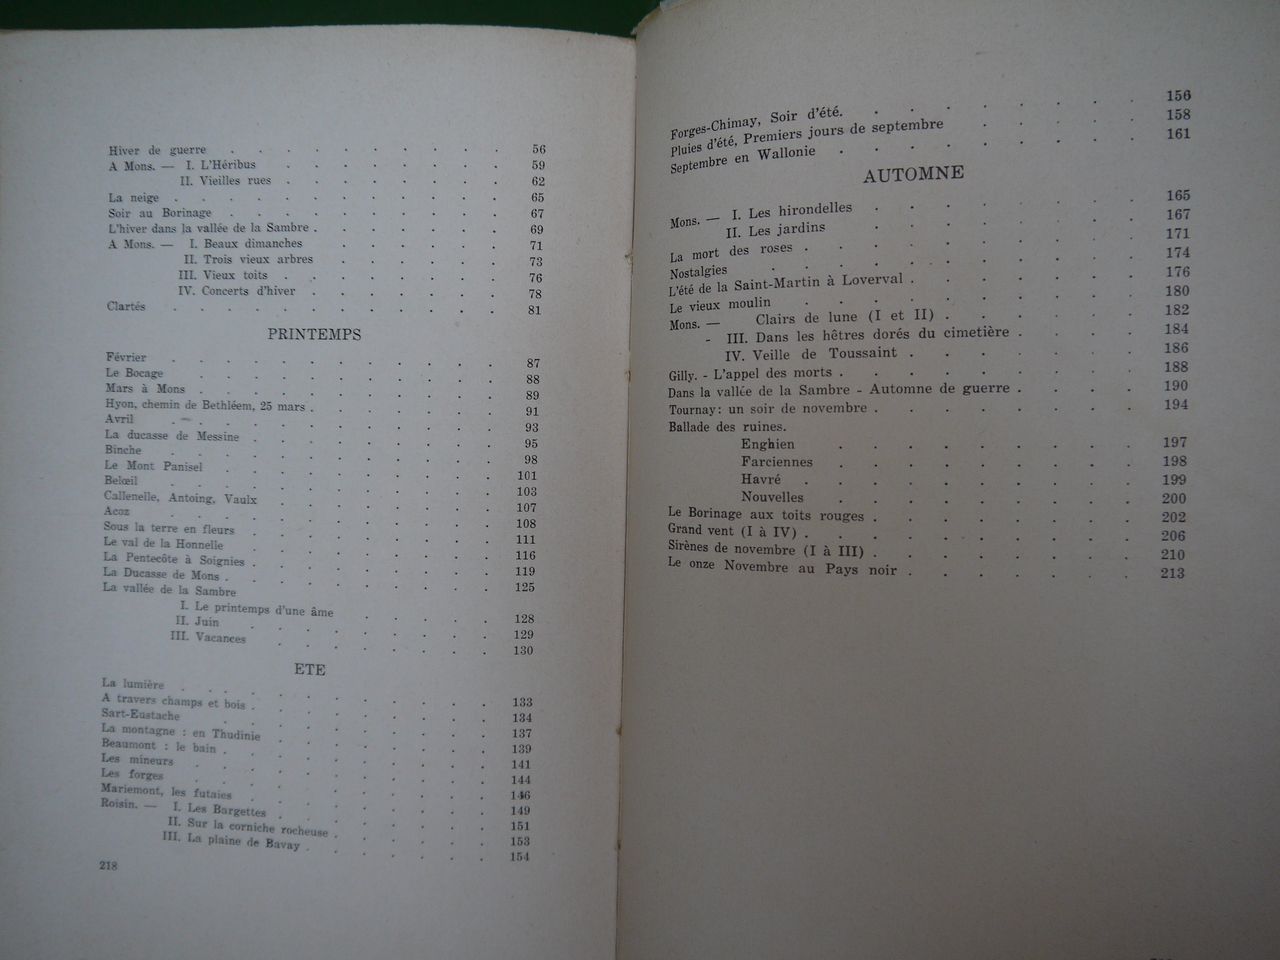 Hiver de guerre . . . . . . . . 56
A Mons. — I. L'Héribus . . . . . . . 59
II. Vieilles rues . . . . . . . . 62
La neige . . . . . . . . . . . . 65
Soir au Borinage . . . . . . . . . . 67
L'hiver dans la vallée de la Sambre . . . . . . . 69
A Mons. — I. Beaux dimanches . . . . . . 71
II. Trois vieux arbres . . . . . . 73
III. Vieux toits . . . . . . . . 76
IV. Concerts d'hiver . . . . . . . 78
Clartés . . . . . . . . . . . . 81
PRINTEMPS
Février . . . . . . . . . . . . 87
Le Bocage . . . . . . . . . . . . 88
Mars à Mons . . . . . . . . . . . 89
Hyon, chemin de Bethléem, 25 mars . . . . . . . 91
Avril . . . . . . . . . . . . 93
La ducasse de Messine . . . . . . . . . 95
Binche . . . . . . . . . . . . 98
Le Mont Panisel . . . . . . . . . . 101
Belœil . . . . . . . . . . . . 103
Callenelle, Antoing, Vaulx . . . . . . . . 107
Acoz . . . . . . . . . . . . 108
Sous la terre en fleurs . . . . . . . . . 111
Le val de la Honnelle . . . . . . . . . 116
La Pentecôte à Soignies . . . . . . . . . 119
La Ducasse de Mons . . . . . . . . . . 125
La vallée de la Sambre
I. Le printemps d'une âme . . . . . 128
II. Juin . . . . . . . . . 129
III. Vacances . . . . . . . . 130
ETE
La lumière . . . . . . . . . . . . 133
A travers champs et bois . . . . . . . . . 134
Sart-Eustache . . . . . . . . . . 137
La montagne : en Thudinie . . . . . . . . 139
Beaumont : le bain . . . . . . . . . . 141
Les mineurs . . . . . . . . . . . 144
Les forges . . . . . . . . . . . 146
Mariemont, les futaies . . . . . . . . . 149
Roisin. — I. Les Bargettes . . . . . . . . 151
II. Sur la corniche rocheuse . . . . . . 153
III. La plaine de Bavay . . . . . . . 154
218
Forges-Chimay, Soir d'été. . . . . . . . . 156
Pluies d'été, Premiers jours de septembre . . . . . 158
Septembre en Wallonie . . . . . . . . . 161
AUTOMNE
Mons. — I. Les hirondelles . . . . . . . . 165
II. Les jardins . . . . . . . . 167
La mort des roses . . . . . . . . . . 171
Nostalgies . . . . . . . . . . . 174
L'été de la Saint-Martin à Loverval . . . . . . . 176
Le vieux moulin . . . . . . . . . . 180
Mons. — Clairs de lune (I et II) . . . . . . 182
- III. Dans les hêtres dorés du cimetière . . . . 184
IV. Veille de Toussaint . . . . . . . 186
Gilly. - L'appel des morts . . . . . . . . . 188
Dans la vallée de la Sambre - Automne de guerre . . . . 190
Tournay: un soir de novembre . . . . . . . . 194
Ballade des ruines.
Enghien . . . . . . . . . 197
Farciennes . . . . . . . . . 198
Havré . . . . . . . . . . 199
Nouvelles . . . . . . . . . 200
Le Borinage aux toits rouges . . . . . . . . 202
Grand vent (I à IV) . . . . . . . . . . 206
Sirènes de novembre (I à III) . . . . . . . . 210
Le onze Novembre au Pays noir . . . . . . . 213